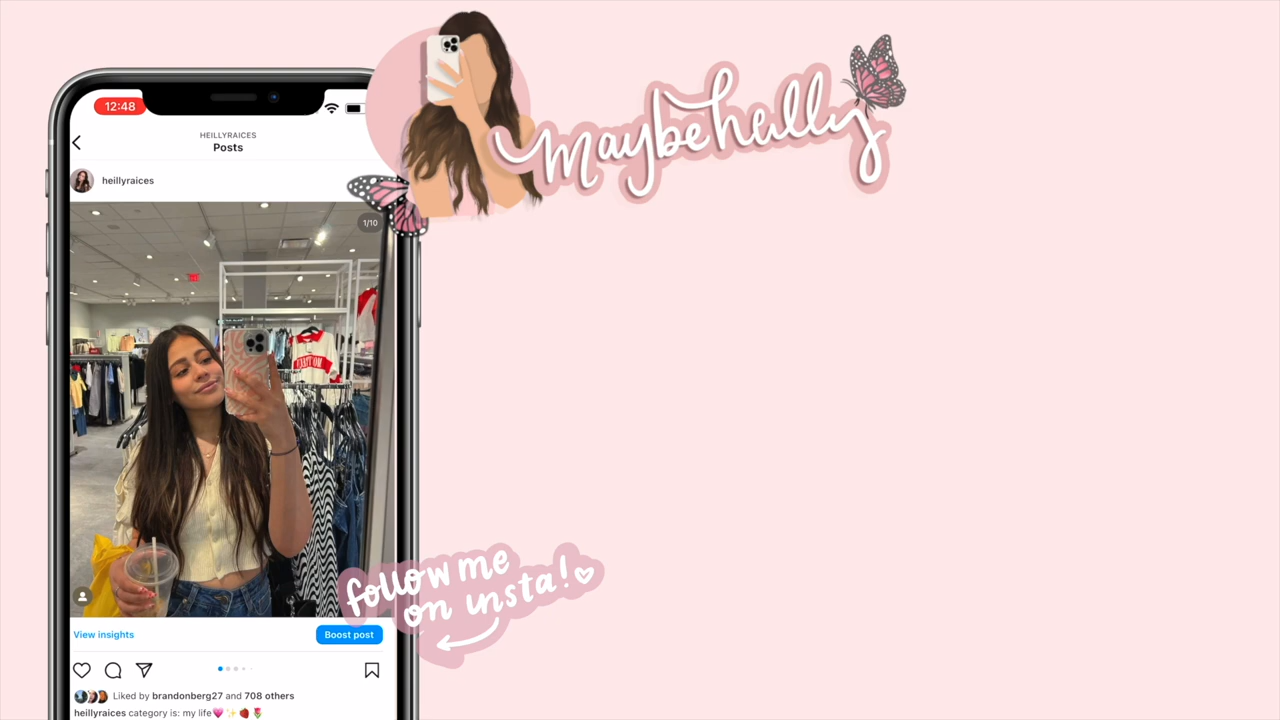 12:48
HEILLYRAICES
Posts
heillyraices
1/10
maybeheilly
follow me
on insta!
View insights
Boost post
Liked by brandonberg27 and 708 others
heillyraices category is: my life💗✨🍓🌷